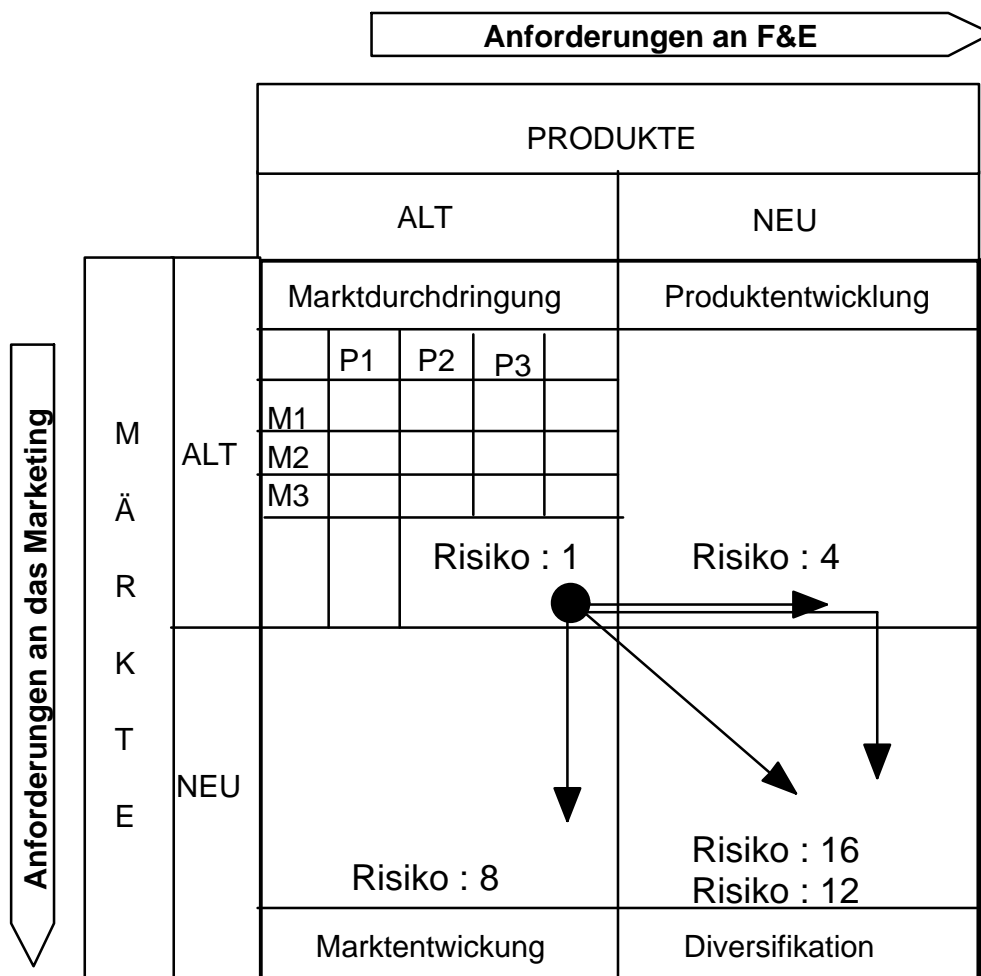 Anforderungen an F&E
PRODUKTE
ALT
NEU
Marktdurchdringung
Produktentwicklung
P1
P2
P3
M1
M2
M3
Anforderungen an das Marketing
M
Ä
R
K
T
E
ALT
NEU
Risiko : 1
Risiko : 4
Risiko : 8
Risiko : 16
Risiko : 12
Marktentwickung
Diversifikation